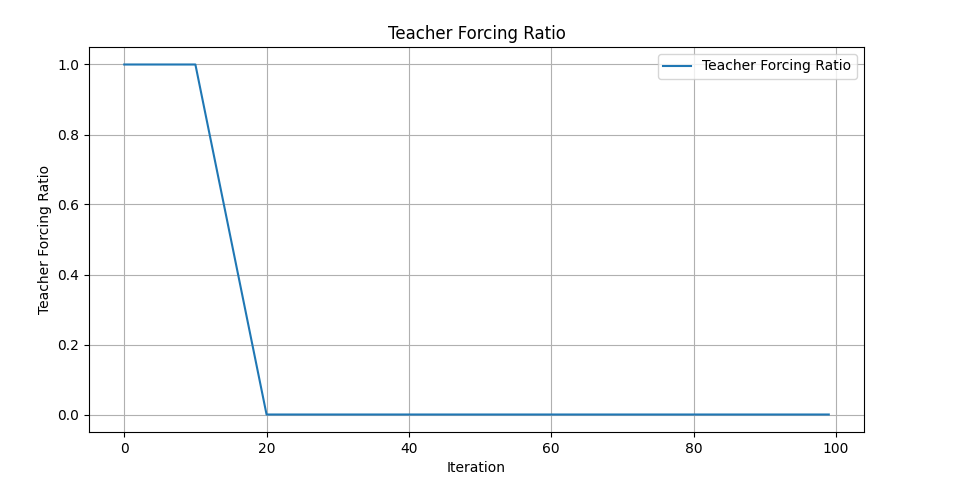 Teacher Forcing Ratio
Teacher Forcing Ratio
1.0
0.8
0.6
0.4
0.2
0.0
Teacher Forcing Ratio
0 20 40 60 80 100
Iteration